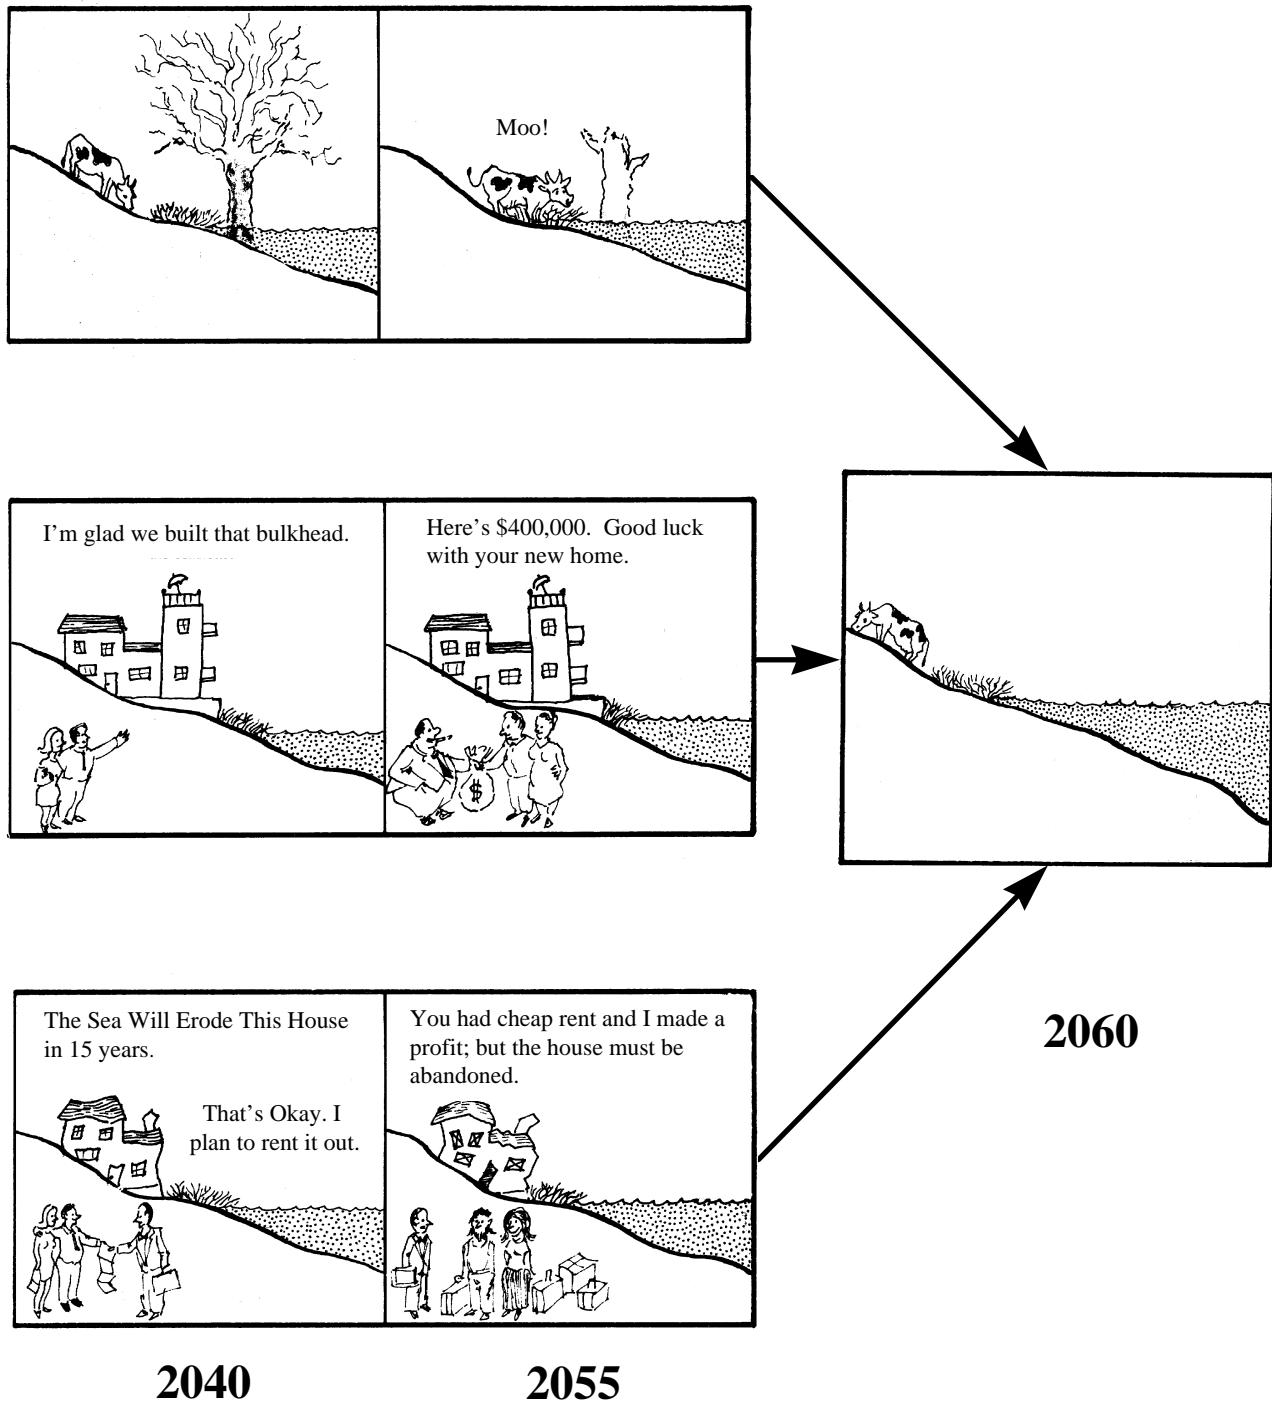 Moo!
I'm glad we built that bulkhead.
Here's $400,000. Good luck
with your new home.
$
The Sea Will Erode This House
in 15 years.
That's Okay. I
plan to rent it out.
You had cheap rent and I made a
profit; but the house must be
abandoned.
2060
2040
2055